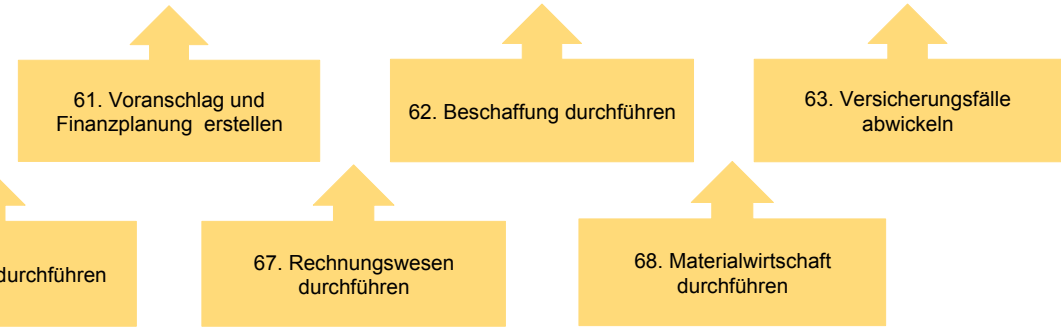 61. Voranschlag und
Finanzplanung erstellen
62. Beschaffung durchführen
63. Versicherungsfälle
abwickeln
durchführen
67. Rechnungswesen
durchführen
68. Materialwirtschaft
durchführen